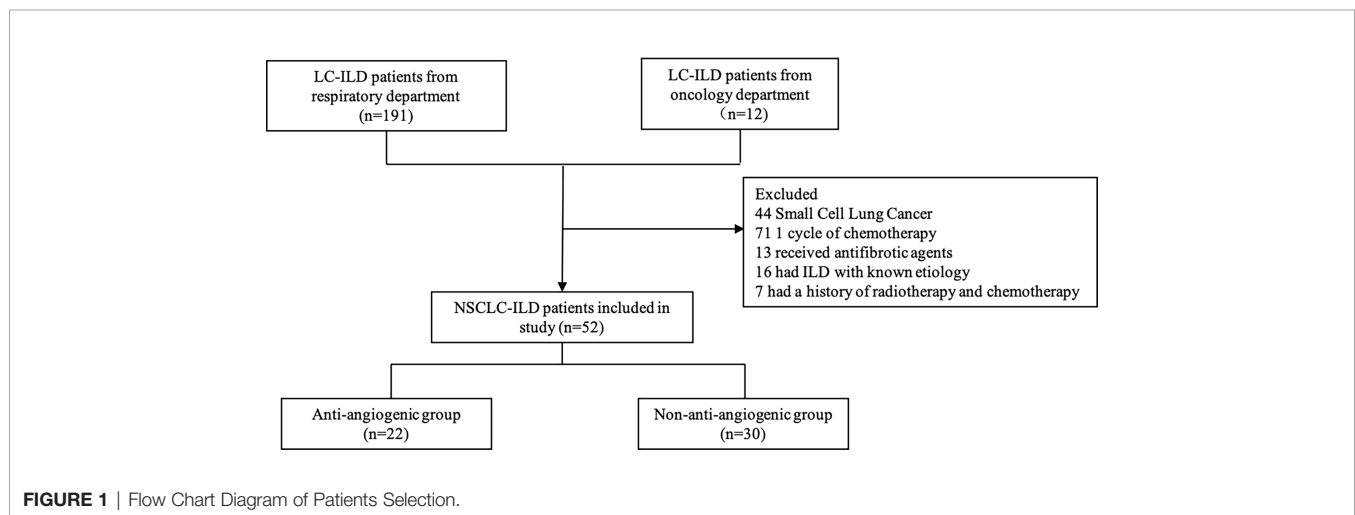 LC-ILD patients from
respiratory department
(n=191)
LC-ILD patients from
oncology department
（n=12)
Excluded
44 Small Cell Lung Cancer
71 1 cycle of chemotherapy
13 received antifibrotic agents
16 had ILD with known etiology
7 had a history of radiotherapy and chemotherapy
NSCLC-ILD patients included in
study (n=52)
Anti-angiogenic group
(n=22)
Non-anti-angiogenic group
(n=30)
FIGURE 1 | Flow Chart Diagram of Patients Selection.